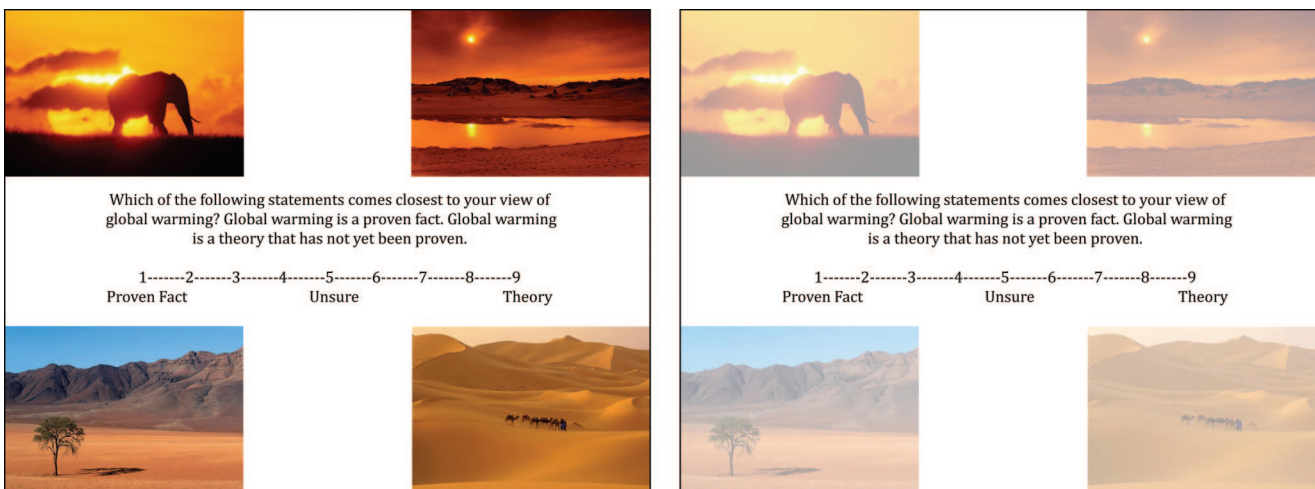 Which of the following statements comes closest to your view of
global warming? Global warming is a proven fact. Global warming
is a theory that has not yet been proven.
1-------2------3------4------5------6------7------8-------9
Proven Fact Unsure Theory
Which of the following statements comes closest to your view of
global warming? Global warming is a proven fact. Global warming
is a theory that has not yet been proven.
1-------2------3------4------5------6------7------8-------9
Proven Fact Unsure Theory